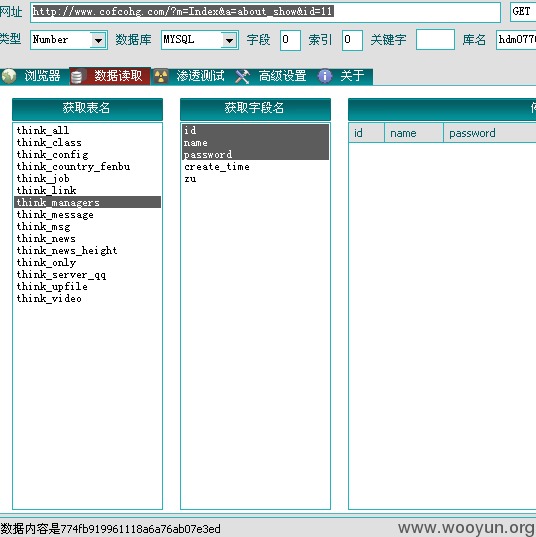 网址 http://www.cofcohg.com/?m=Index&a=about_show&id=11 GET
类型 Number 数据库 MYSQL 字段 0 索引 0 关键字 库名 hdm0770
浏览器 数据读取 渗透测试 高级设置 关于
获取表名 获取字段名
id name password
think_all
think_class
think_config
think_country_fenbu
think_job
think_link
think_managers
think_message
think_msg
think_news
think_news_height
think_only
think_server_qq
think_upfile
think_video
id
name
password
create_time
zu
数据内容是774fb919961118a6a76ab07e3ed
www.wooyun.org